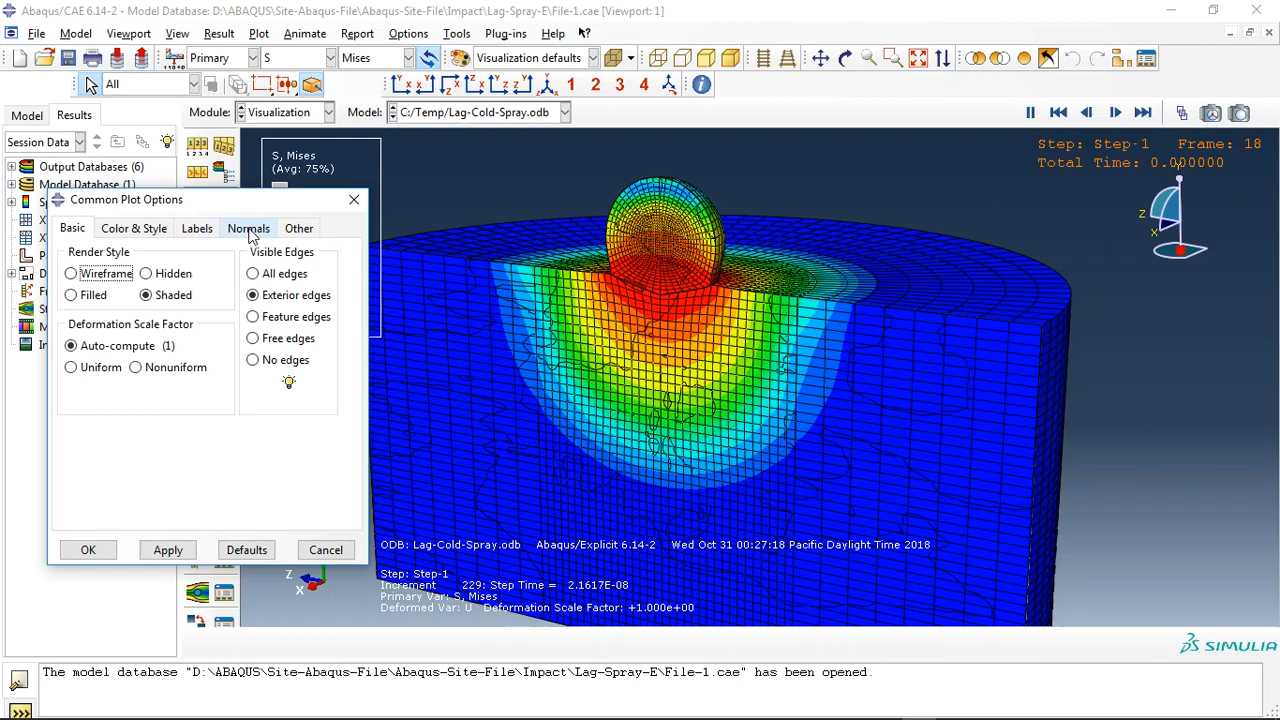 Abaqus/CAE 6.14-2 - Model Database: D:\ABAQUS\Site-Abaqus-File\Abaqus-Site-File\Impact\Lag-Spray-E\File-1.cae [Viewport: 1]
File Model Viewport View Result Plot Animate Report Options Tools Plug-ins Help
Primary S Mises Visualization defaults
All 1 2 3 4
Model Results Module: Visualization Model: C:/Temp/Lag-Cold-Spray.odb
Session Data
Output Databases (6)
Model Database (1)
S, Mises
(Avg: 75%)
Step: Step-1 Frame: 18
Total Time: 0.000000
Y
Z
X
Common Plot Options
Basic Color & Style Labels Normals Other
Render Style
Wireframe Hidden
Filled Shaded
Deformation Scale Factor
Auto-compute (1)
Uniform Nonuniform
Visible Edges
All edges
Exterior edges
Feature edges
Free edges
No edges
OK Apply Defaults Cancel
Z
X
ODB: Lag-Cold-Spray.odb Abaqus/Explicit 6.14-2 Wed Oct 31 00:27:18 Pacific Daylight Time 2018
Step: Step-1
Increment 229: Step Time = 2.1617E-08
Primary Var: S, Mises
Deformed Var: U Deformation Scale Factor: +1.000e+00
SIMULIA
The model database "D:\ABAQUS\Site-Abaqus-File\Abaqus-Site-File\Impact\Lag-Spray-E\File-1.cae" has been opened.